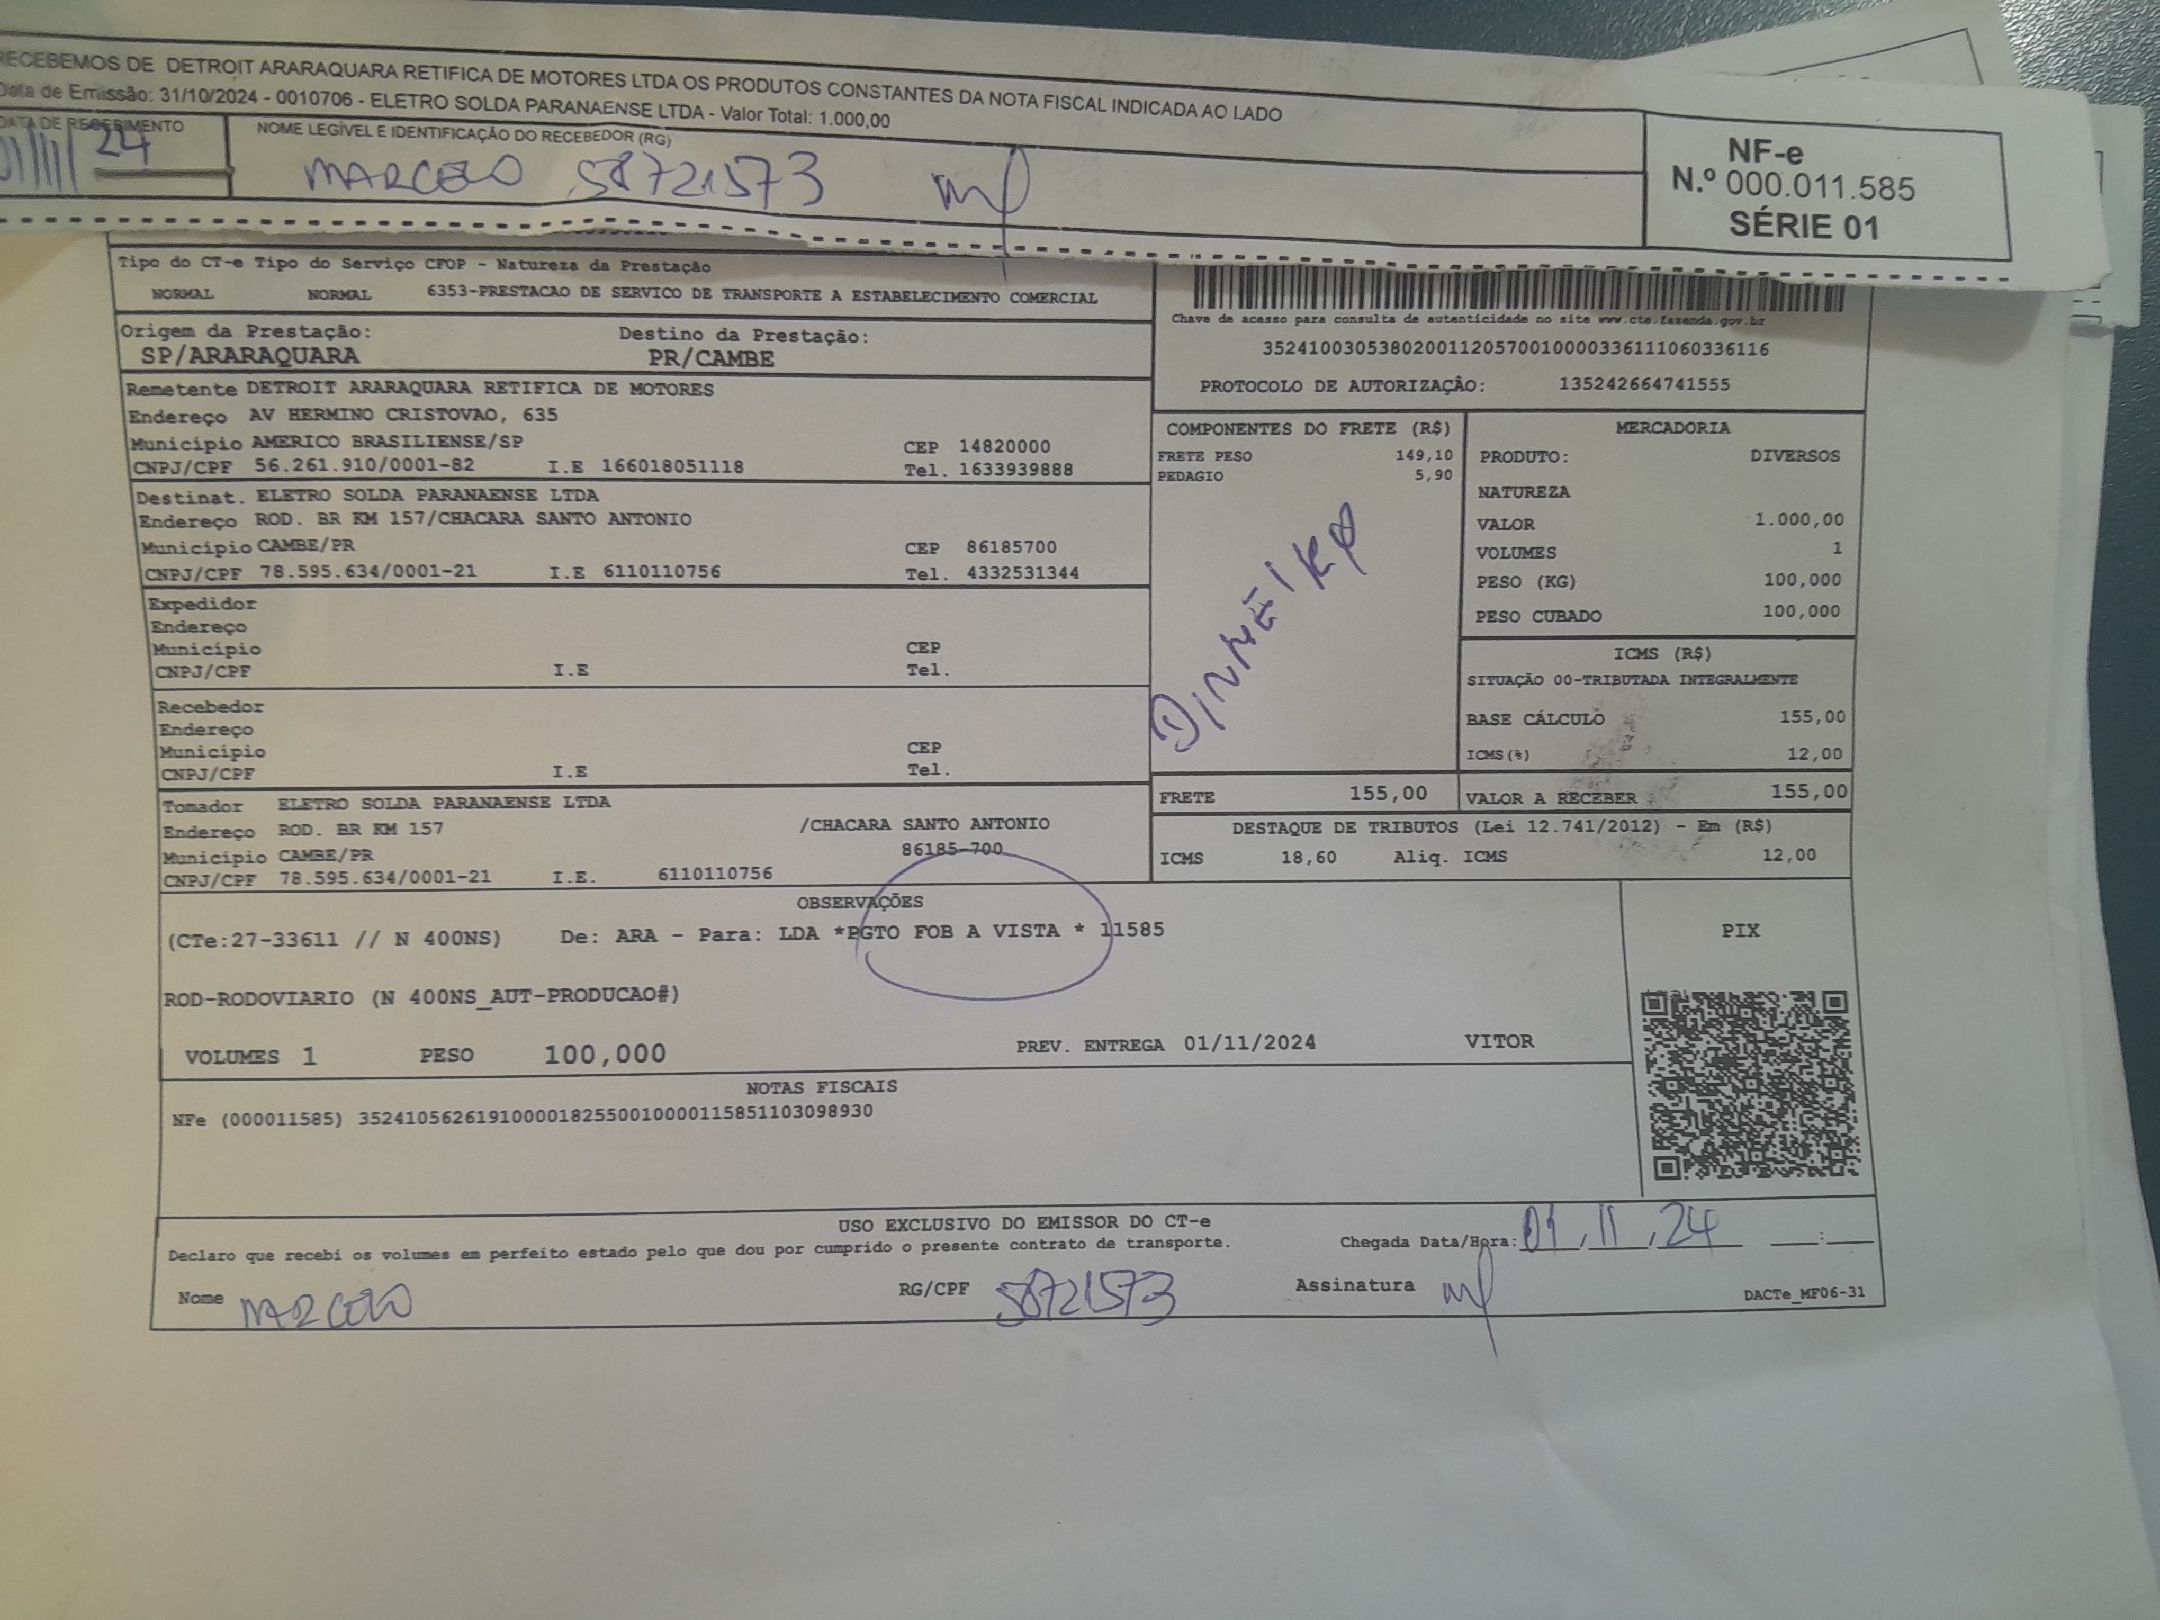 RECEBEMOS DE DETROIT ARARAQUARA RETIFICA DE MOTORES LTDA OS PRODUTOS CONSTANTES DA NOTA FISCAL INDICADA AO LADO
Data de Emissão: 31/10/2024 - 0010706 - ELETRO SOLDA PARANAENSE LTDA - Valor Total: 1.000,00
DATA DE RECEBIMENTO
24
NOME LEGÍVEL E IDENTIFICAÇÃO DO RECEBEDOR (RG)
MARCELO 58721573
NF-e
N.º 000.011.585
SÉRIE 01
Tipo do CT-e Tipo do Serviço CFOP - Natureza da Prestação
NORMAL NORMAL 6353-PRESTACAO DE SERVICO DE TRANSPORTE A ESTABELECIMENTO COMERCIAL
Origem da Prestação: Destino da Prestação:
SP/ARARAQUARA PR/CAMBE
Chave de acesso para consulta de autenticidade no site www.cte.fazenda.gov.br
35241003053802001120570010000336111060336116
PROTOCOLO DE AUTORIZAÇÃO: 135242664741555
Remetente DETROIT ARARAQUARA RETIFICA DE MOTORES
Endereço AV HERMINO CRISTOVAO, 635
Município AMERICO BRASILIENSE/SP CEP 14820000
CNPJ/CPF 56.261.910/0001-82 I.E 166018051118 Tel. 1633939888
Destinat. ELETRO SOLDA PARANAENSE LTDA
Endereço ROD. BR KM 157/CHACARA SANTO ANTONIO
Município CAMBE/PR CEP 86185700
CNPJ/CPF 78.595.634/0001-21 I.E 6110110756 Tel. 4332531344
Expedidor
Endereço
Município CEP
CNPJ/CPF I.E Tel.
Recebedor
Endereço
Município CEP
CNPJ/CPF I.E Tel.
Tomador ELETRO SOLDA PARANAENSE LTDA
Endereço ROD. BR KM 157 /CHACARA SANTO ANTONIO
Município CAMBE/PR 86185-700
CNPJ/CPF 78.595.634/0001-21 I.E. 6110110756
COMPONENTES DO FRETE (R$)
FRETE PESO 149,10
PEDAGIO 5,90
FRETE 155,00
MERCADORIA
PRODUTO: DIVERSOS
NATUREZA
VALOR 1.000,00
VOLUMES 1
PESO (KG) 100,000
PESO CUBADO 100,000
ICMS (R$)
SITUAÇÃO 00-TRIBUTADA INTEGRALMENTE
BASE CÁLCULO 155,00
ICMS(%) 12,00
VALOR A RECEBER 155,00
DESTAQUE DE TRIBUTOS (Lei 12.741/2012) - Em (R$)
ICMS 18,60 Aliq. ICMS 12,00
OBSERVAÇÕES
(CTe:27-33611 // N 400NS) De: ARA - Para: LDA *PGTO FOB A VISTA * 11585
ROD-RODOVIARIO (N 400NS_AUT-PRODUCAO#)
VOLUMES 1 PESO 100,000 PREV. ENTREGA 01/11/2024 VITOR
PIX
NOTAS FISCAIS
NFe (000011585) 35241056261910000182550010000115851103098930
USO EXCLUSIVO DO EMISSOR DO CT-e
Declaro que recebi os volumes em perfeito estado pelo que dou por cumprido o presente contrato de transporte.
Chegada Data/Hora: 01/11/24 __:__
Nome MARCELO RG/CPF 58721573 Assinatura
DACTe_MF06-31